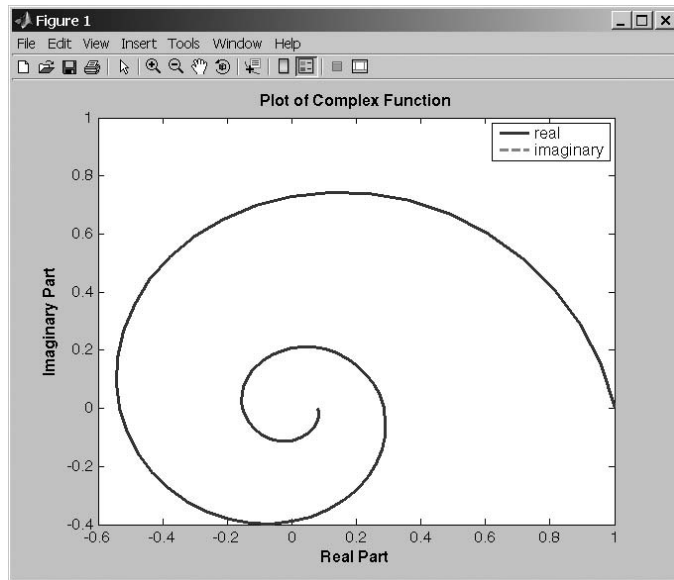 Figure 1
File Edit View Insert Tools Window Help
Plot of Complex Function
real
imaginary
1
0.8
0.6
0.4
0.2
0
-0.2
-0.4
Imaginary Part
-0.6 -0.4 -0.2 0 0.2 0.4 0.6 0.8 1
Real Part